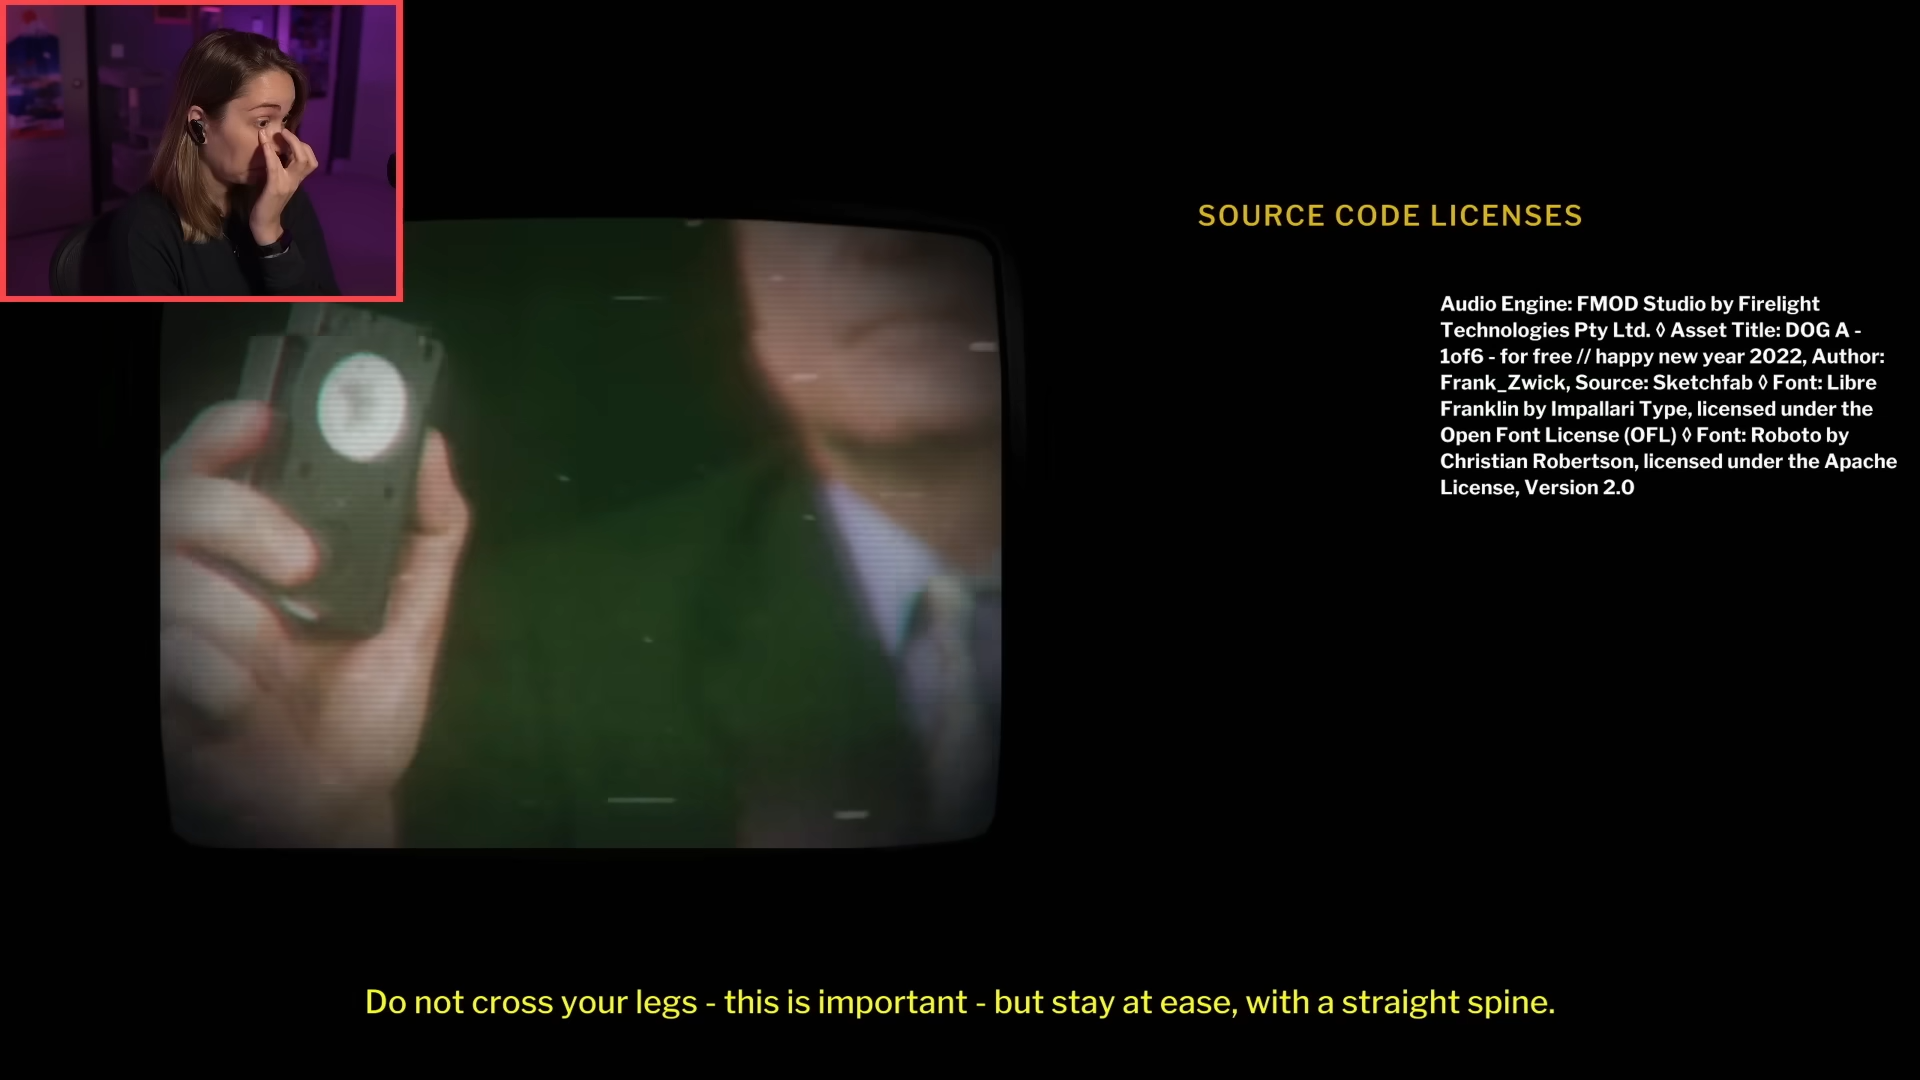 SOURCE CODE LICENSES
Audio Engine: FMOD Studio by Firelight
Technologies Pty Ltd. ◊ Asset Title: DOG A -
1of6 - for free // happy new year 2022, Author:
Frank_Zwick, Source: Sketchfab ◊ Font: Libre
Franklin by Impallari Type, licensed under the
Open Font License (OFL) ◊ Font: Roboto by
Christian Robertson, licensed under the Apache
License, Version 2.0
Do not cross your legs - this is important - but stay at ease, with a straight spine.